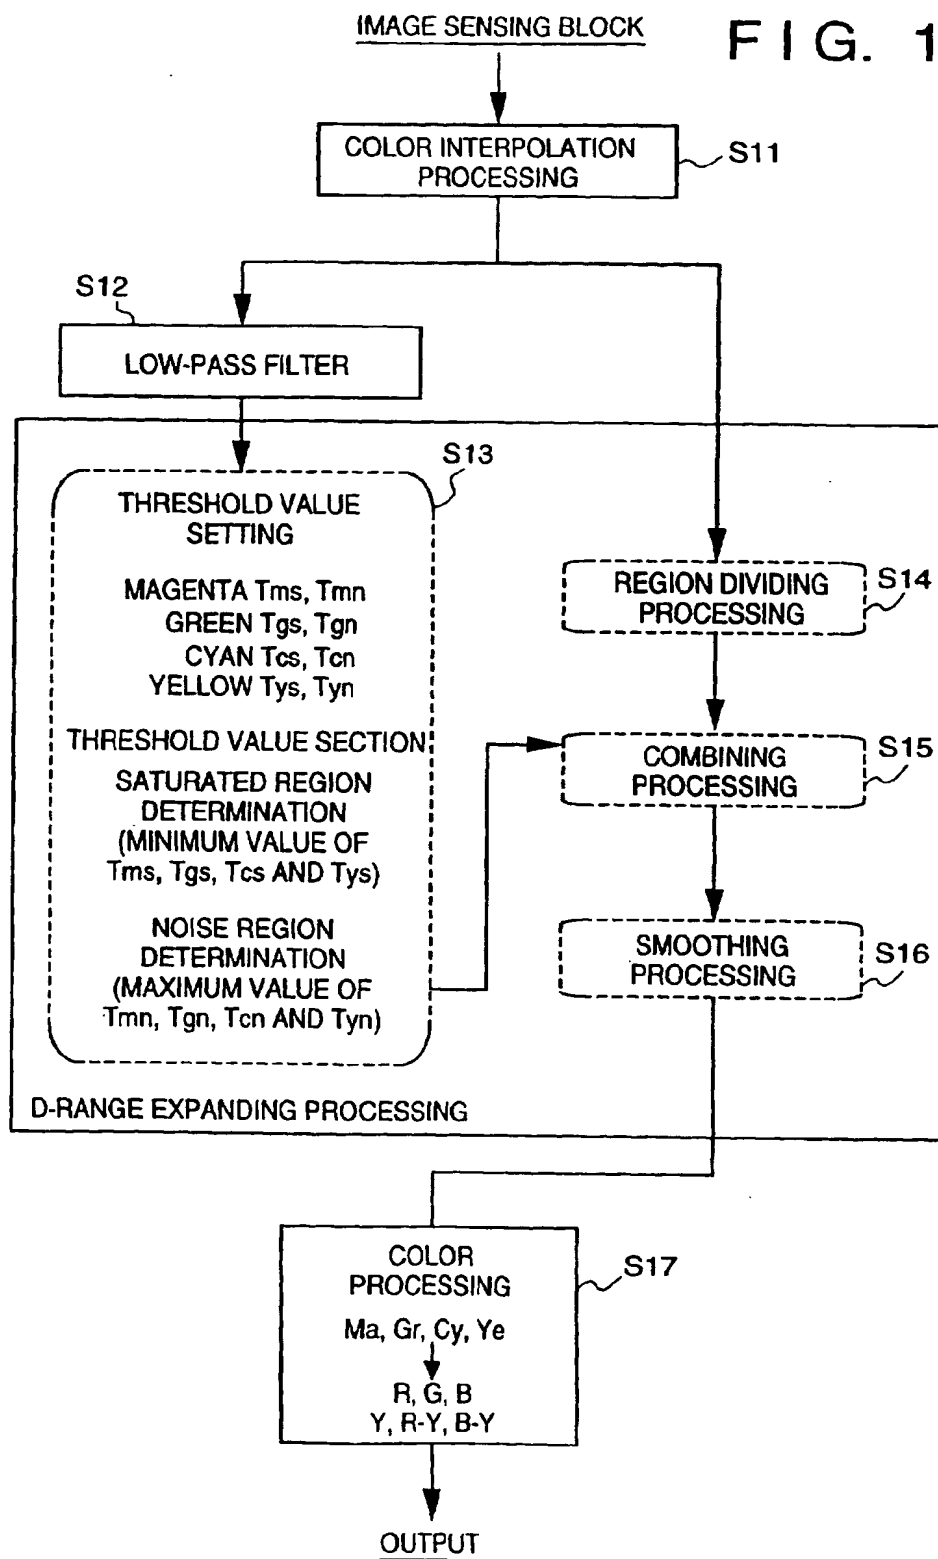 IMAGE SENSING BLOCK
FIG. 1
COLOR INTERPOLATION
PROCESSING
S11
S12
LOW-PASS FILTER
S13
THRESHOLD VALUE
SETTING
MAGENTA Tms, Tmn
GREEN Tgs, Tgn
CYAN Tcs, Tcn
YELLOW Tys, Tyn
THRESHOLD VALUE SECTION
SATURATED REGION
DETERMINATION
(MINIMUM VALUE OF
Tms, Tgs, Tcs AND Tys)
NOISE REGION
DETERMINATION
(MAXIMUM VALUE OF
Tmn, Tgn, Tcn AND Tyn)
REGION DIVIDING
PROCESSING
S14
COMBINING
PROCESSING
S15
SMOOTHING
PROCESSING
S16
D-RANGE EXPANDING PROCESSING
COLOR
PROCESSING
S17
Ma, Gr, Cy, Ye
R, G, B
Y, R-Y, B-Y
OUTPUT